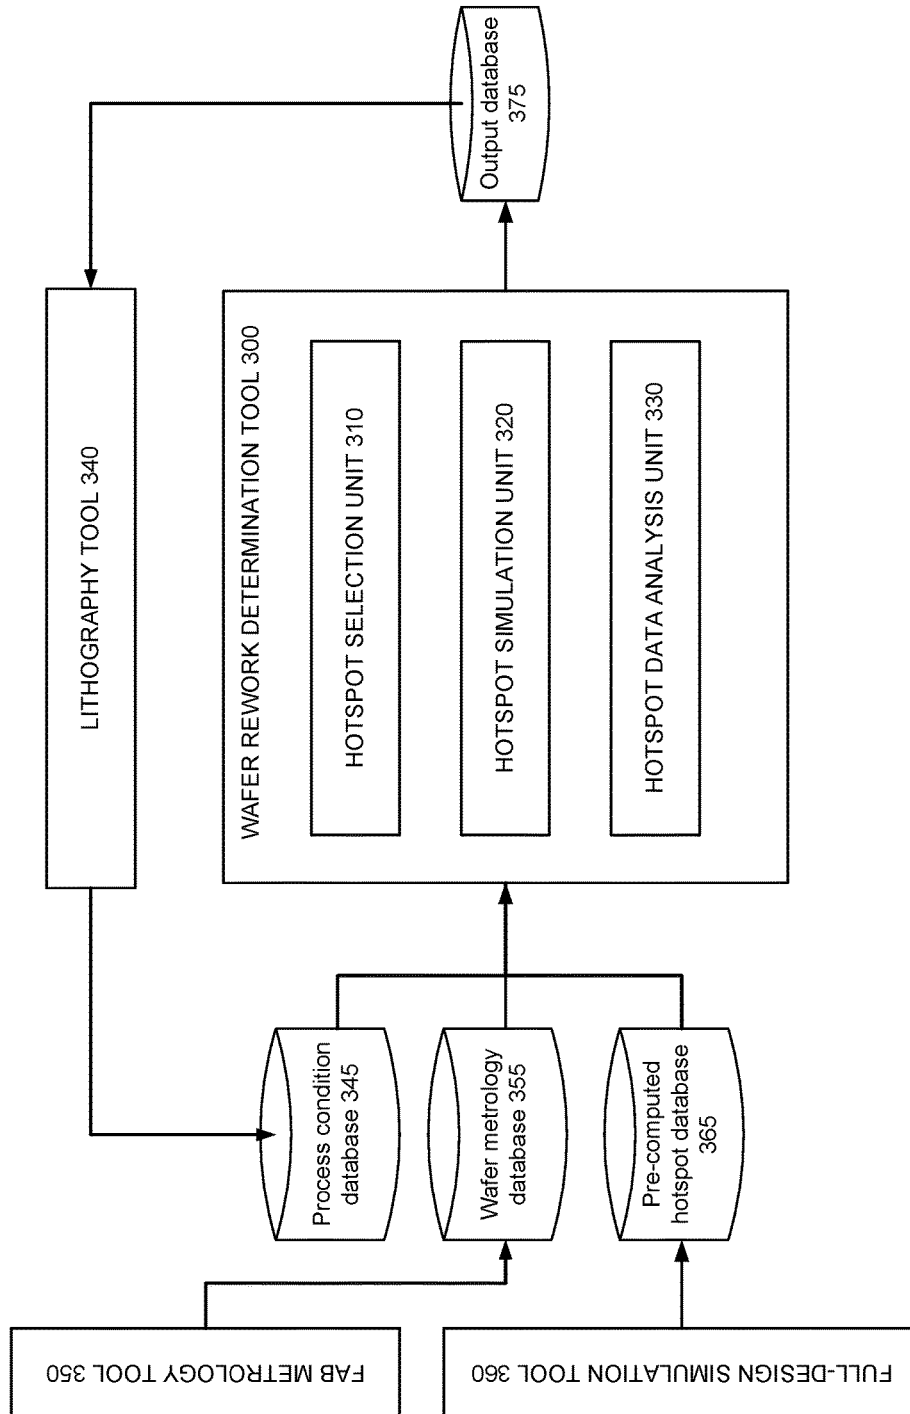 FAB METROLOGY TOOL 350
FULL-DESIGN SIMULATION TOOL 360
Process condition
database 345
Wafer metrology
database 355
Pre-computed
hotspot database
365
LITHOGRAPHY TOOL 340
WAFER REWORK DETERMINATION TOOL 300
HOTSPOT SELECTION UNIT 310
HOTSPOT SIMULATION UNIT 320
HOTSPOT DATA ANALYSIS UNIT 330
Output database
375